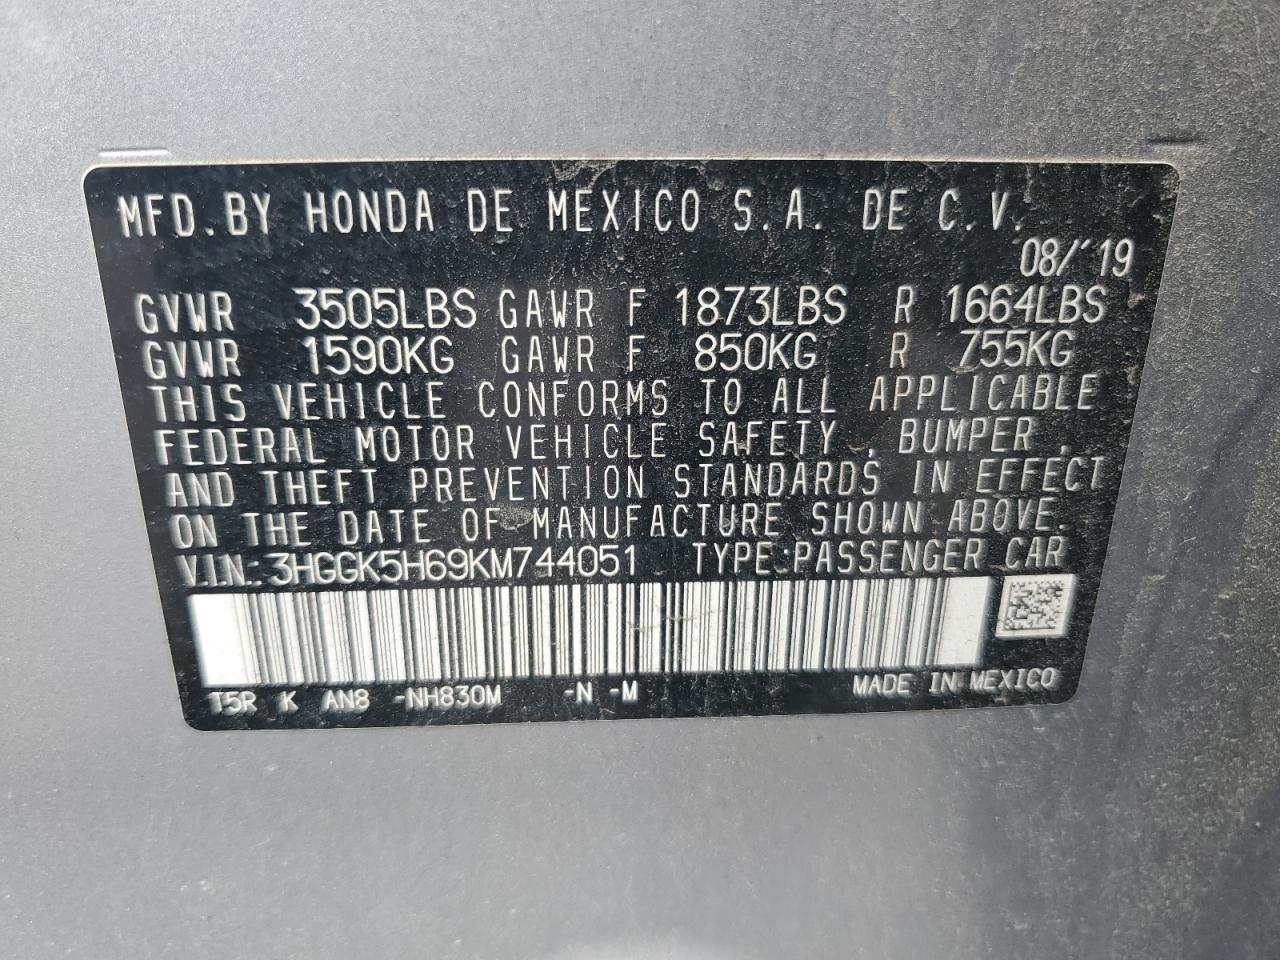 MFD.BY HONDA DE MEXICO S.A. DE C.V.
08/'19
GVWR 3505LBS GAWR F 1873LBS R 1664LBS
GVWR 1590KG GAWR F 850KG R 755KG
THIS VEHICLE CONFORMS TO ALL APPLICABLE
FEDERAL MOTOR VEHICLE SAFETY, BUMPER,
AND THEFT PREVENTION STANDARDS IN EFFECT
ON THE DATE OF MANUFACTURE SHOWN ABOVE.
V.I.N.: 3HGGK5H69KM744051 TYPE:PASSENGER CAR
T5R K AN8 -NH830M -N -M MADE IN MEXICO